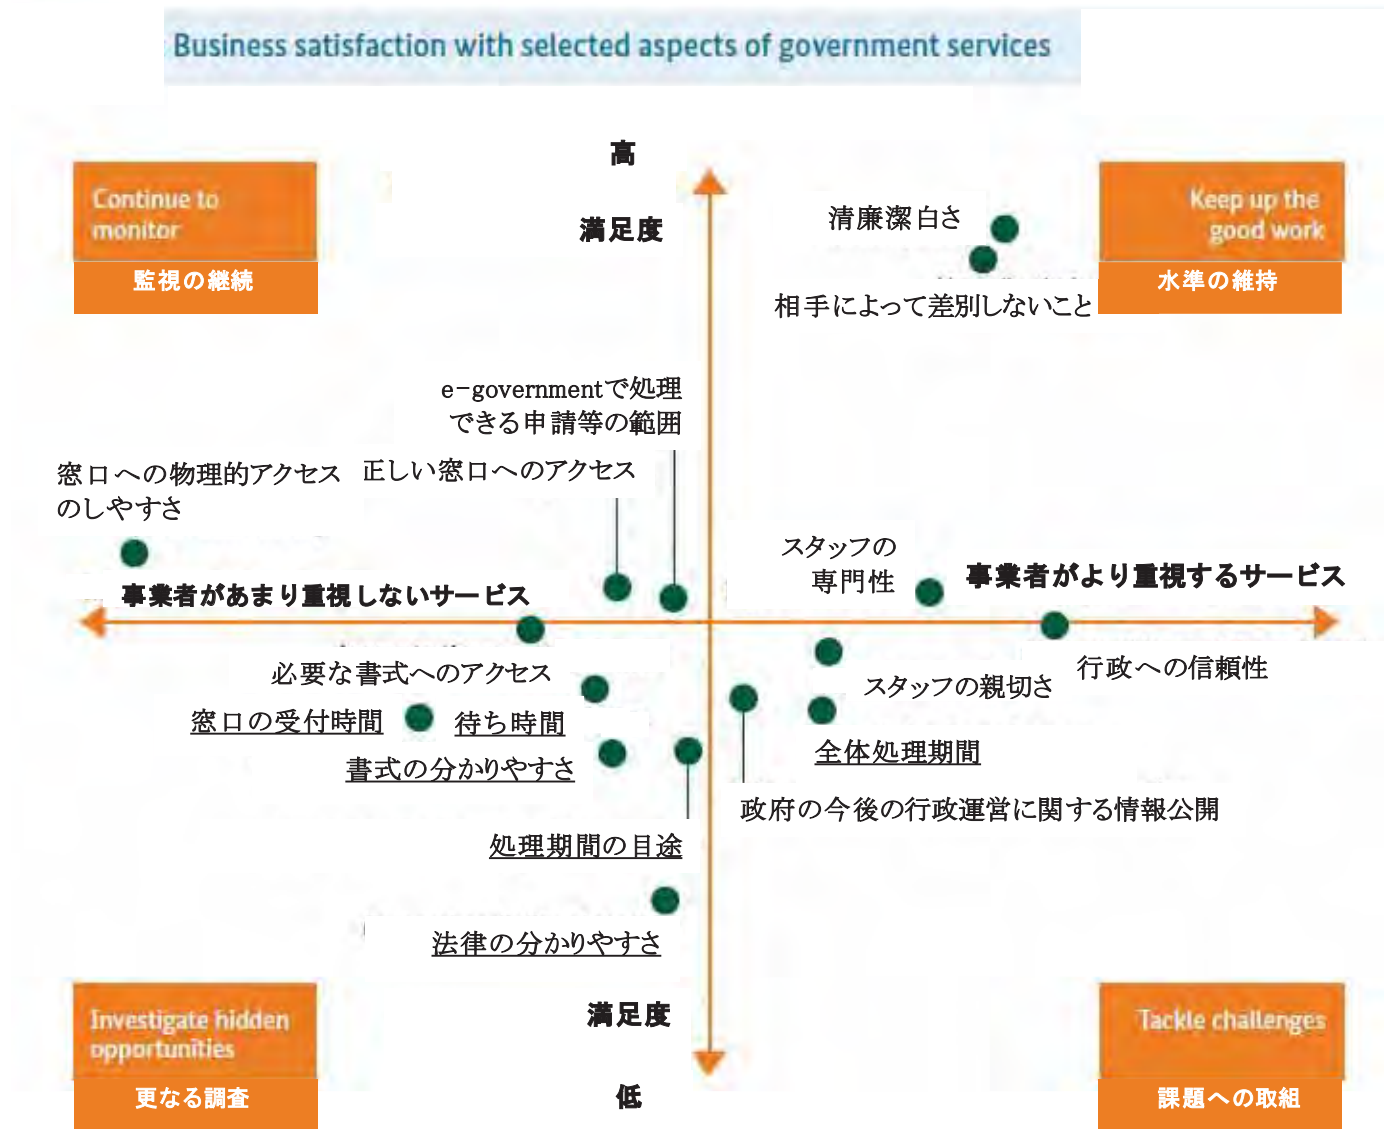 Business satisfaction with selected aspects of government services
高
満足度
Continue to
monitor
監視の継続
Keep up the
good work
水準の維持
清廉潔白さ
相手によって差別しないこと
e-governmentで処理
できる申請等の範囲
窓口への物理的アクセス
のしやすさ
正しい窓口へのアクセス
スタッフの
専門性
事業者があまり重視しないサービス
事業者がより重視するサービス
必要な書式へのアクセス
スタッフの親切さ
行政への信頼性
窓口の受付時間
待ち時間
書式の分かりやすさ
全体処理期間
政府の今後の行政運営に関する情報公開
処理期間の目途
法律の分かりやすさ
満足度
低
Investigate hidden
opportunities
更なる調査
Tackle challenges
課題への取組